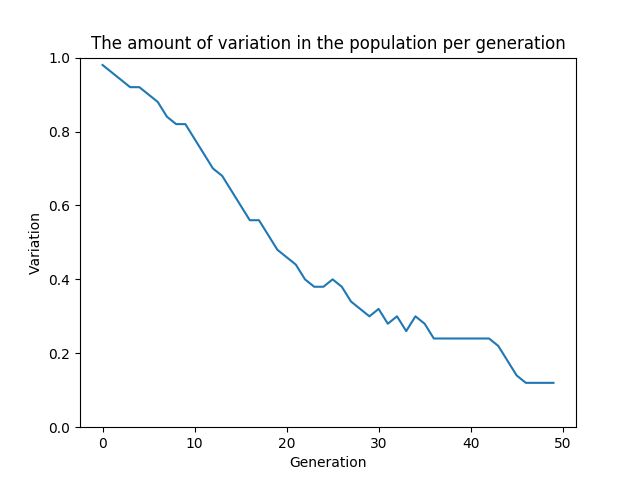 The amount of variation in the population per generation
1.0
0.8
0.6
0.4
0.2
0.0
Variation
0 10 20 30 40 50
Generation